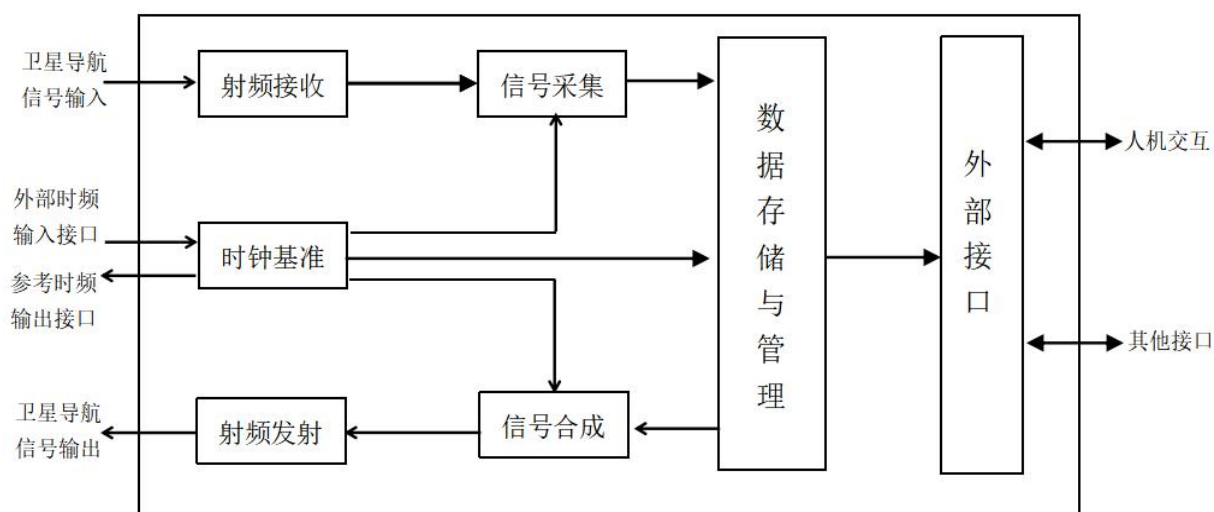 卫星导航
信号输入
射频接收
信号采集
外部时频
输入接口
时钟基准
参考时频
输出接口
卫星导航
信号输出
射频发射
信号合成
数据存储与管理
外部接口
人机交互
其他接口